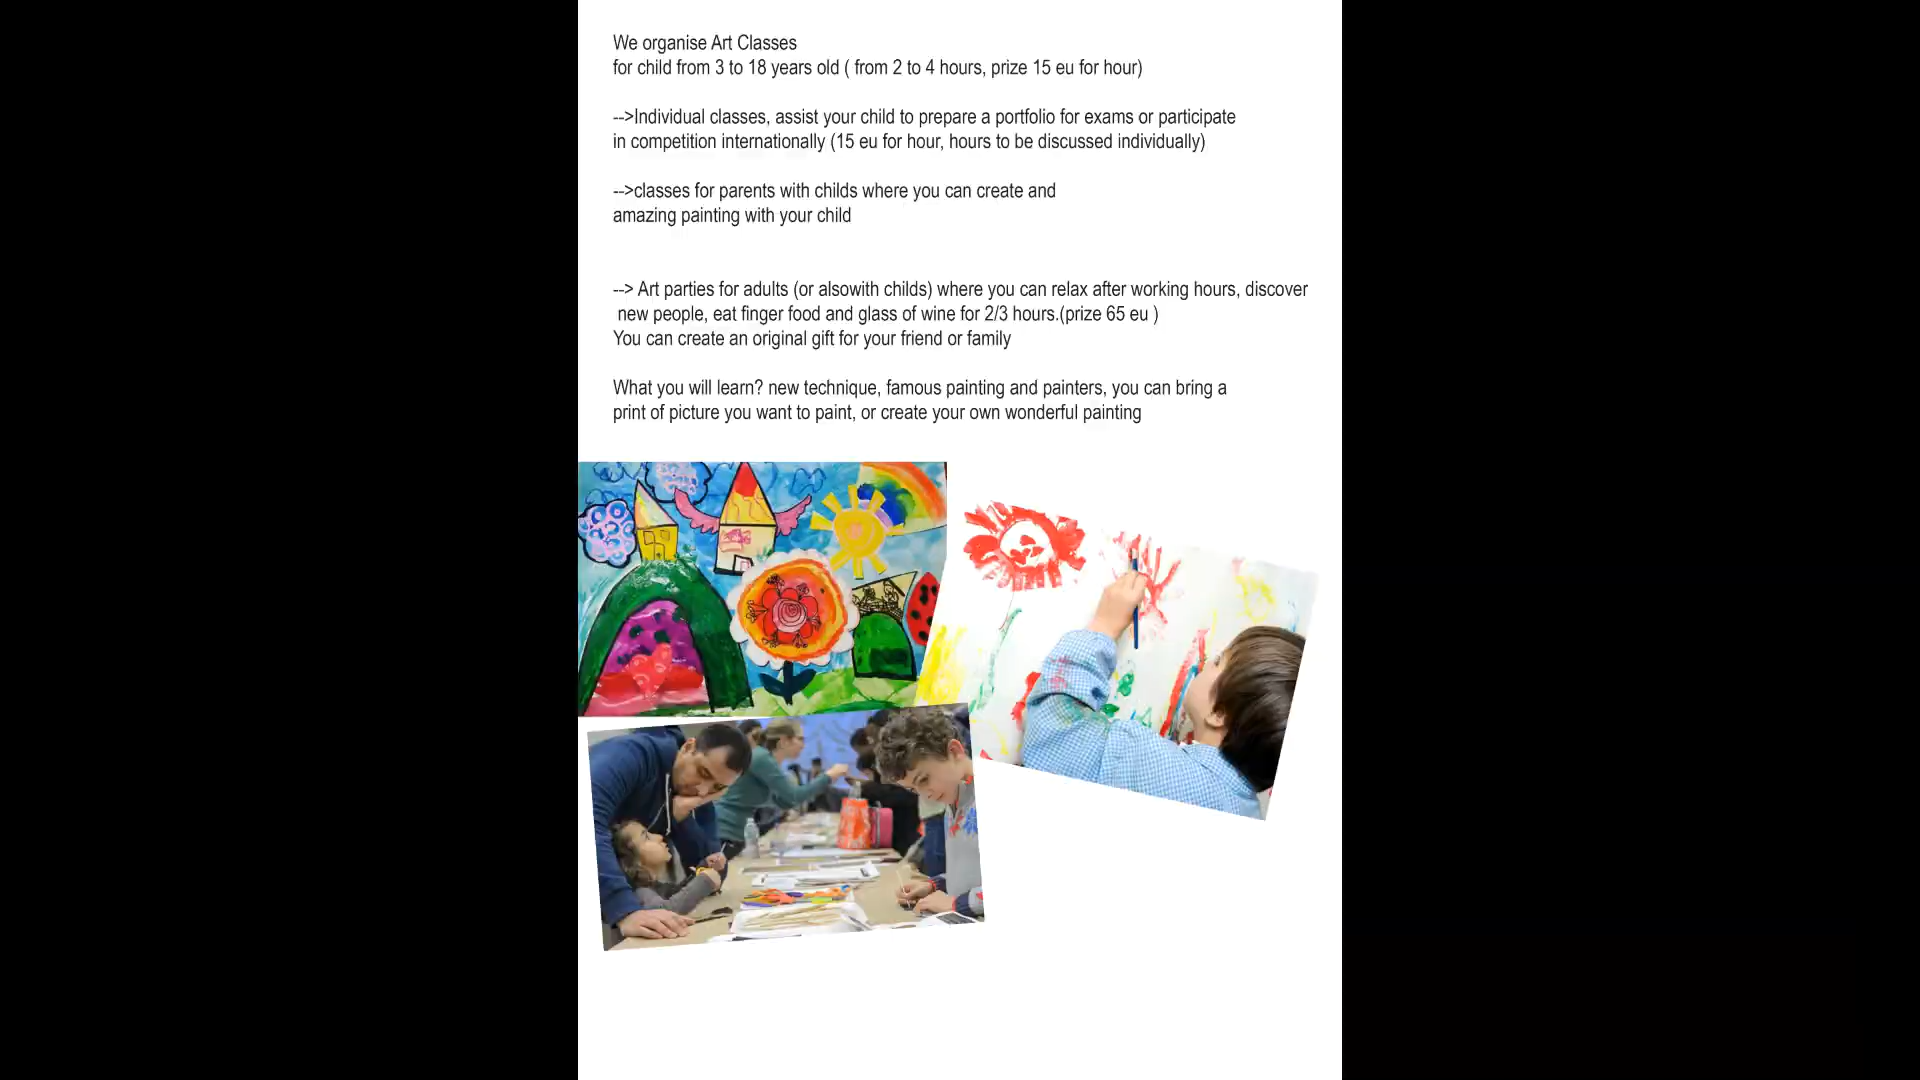 We organise Art Classes
for child from 3 to 18 years old ( from 2 to 4 hours, prize 15 eu for hour)
-->Individual classes, assist your child to prepare a portfolio for exams or participate
in competition internationally (15 eu for hour, hours to be discussed individually)
-->classes for parents with childs where you can create and
amazing painting with your child
--> Art parties for adults (or alsowith childs) where you can relax after working hours, discover
new people, eat finger food and glass of wine for 2/3 hours.(prize 65 eu )
You can create an original gift for your friend or family
What you will learn? new technique, famous painting and painters, you can bring a
print of picture you want to paint, or create your own wonderful painting